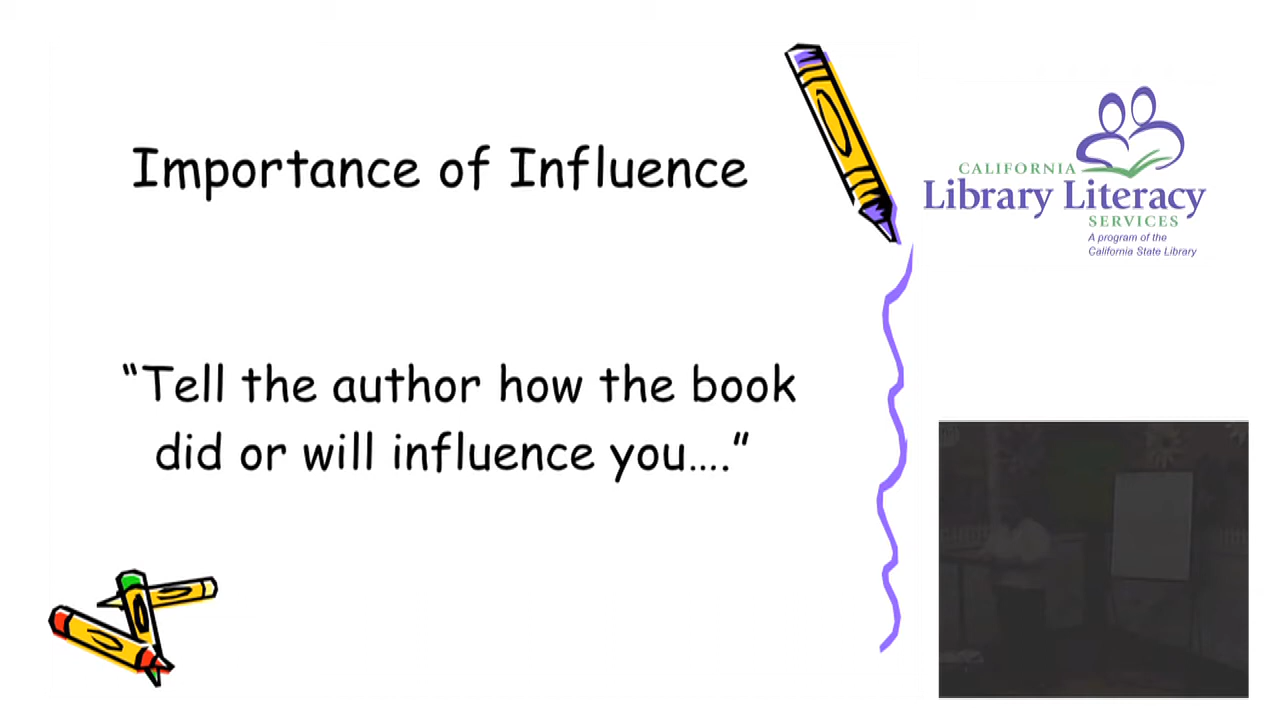 Importance of Influence
CALIFORNIA
Library Literacy
SERVICES
A program of the
California State Library
“Tell the author how the book
did or will influence you....”